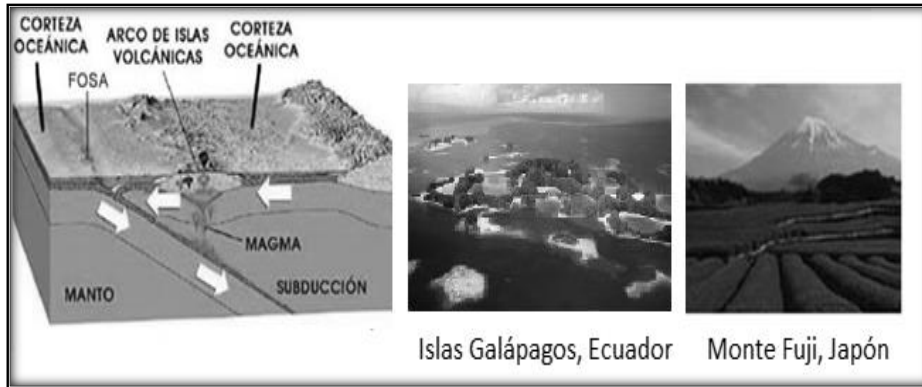 CORTEZA
OCEÁNICA
ARCO DE ISLAS
VOLCÁNICAS
CORTEZA
OCEÁNICA
FOSA
MAGMA
MANTO
SUBDUCCIÓN
Islas Galápagos, Ecuador
Monte Fuji, Japón